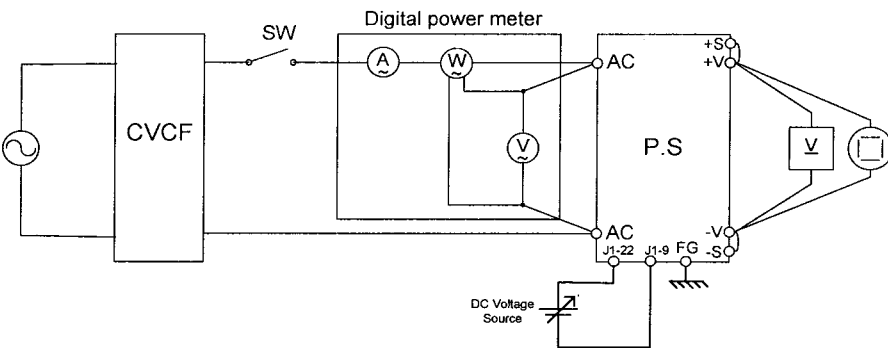 Digital power meter
SW
A
W
+S
+V
AC
CVCF
V
P.S
V
AC
-V
-S
J1-22
J1-9
FG
DC Voltage
Source